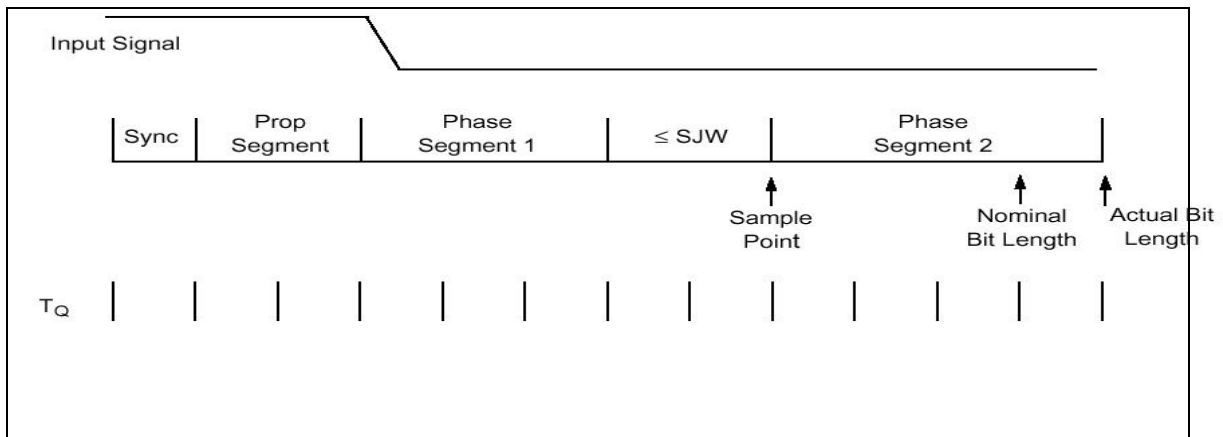 Input Signal
Sync
Prop
Segment
Phase
Segment 1
≤ SJW
Phase
Segment 2
Sample
Point
Nominal
Bit Length
Actual Bit
Length
TQ